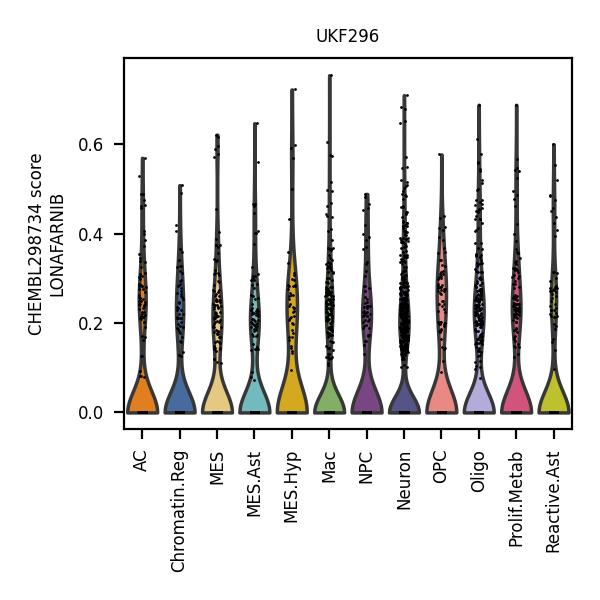 UKF296
CHEMBL298734 score
LONAFARNIB
0.6
0.4
0.2
0.0
AC
Chromatin.Reg
MES
MES.Ast
MES.Hyp
Mac
NPC
Neuron
OPC
Oligo
Prolif.Metab
Reactive.Ast